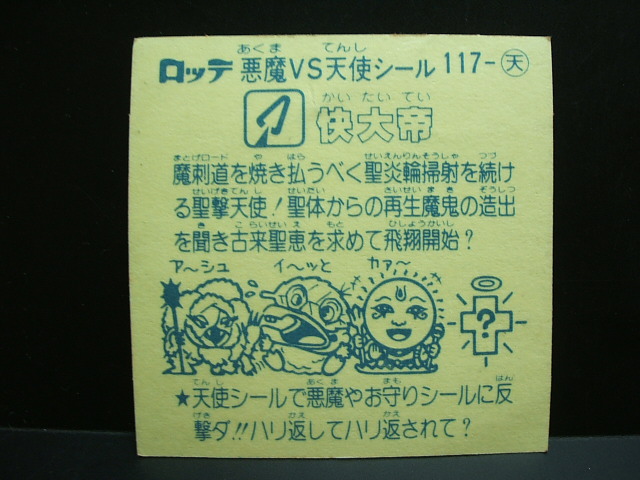 あくま てんし
ロッテ 悪魔VS天使シール 117-天
かいたいてい
快大帝
まとげロード や はら せいえんりんそうしゃ つづ
魔刺道を焼き払うべく聖炎輪掃射を続け
せいげきてんし せいたい さいせいまき ぞうしつ
る聖撃天使!聖体からの再生魔鬼の造出
き こらいせいえ もと ひしょうかいし
を聞き古来聖恵を求めて飛翔開始?
ア〜シュ イ〜ッと カァ〜
?
てんし あくま まも はん
★天使シールで悪魔やお守りシールに反
げき かえ かえ
撃ダ!!ハリ返してハリ返されて?